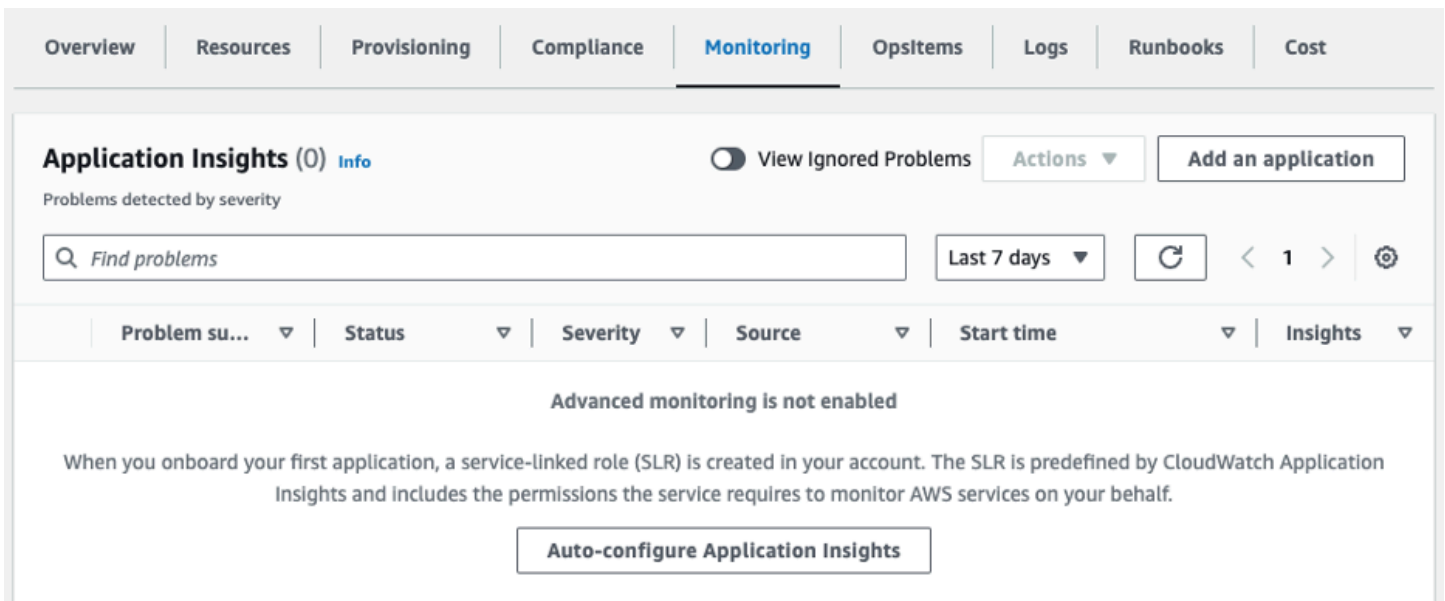 Overview Resources Provisioning Compliance Monitoring OpsItems Logs Runbooks Cost
Application Insights (0) Info
View Ignored Problems Actions Add an application
Problems detected by severity
Find problems Last 7 days 1
Problem su... Status Severity Source Start time Insights
Advanced monitoring is not enabled
When you onboard your first application, a service-linked role (SLR) is created in your account. The SLR is predefined by CloudWatch Application
Insights and includes the permissions the service requires to monitor AWS services on your behalf.
Auto-configure Application Insights